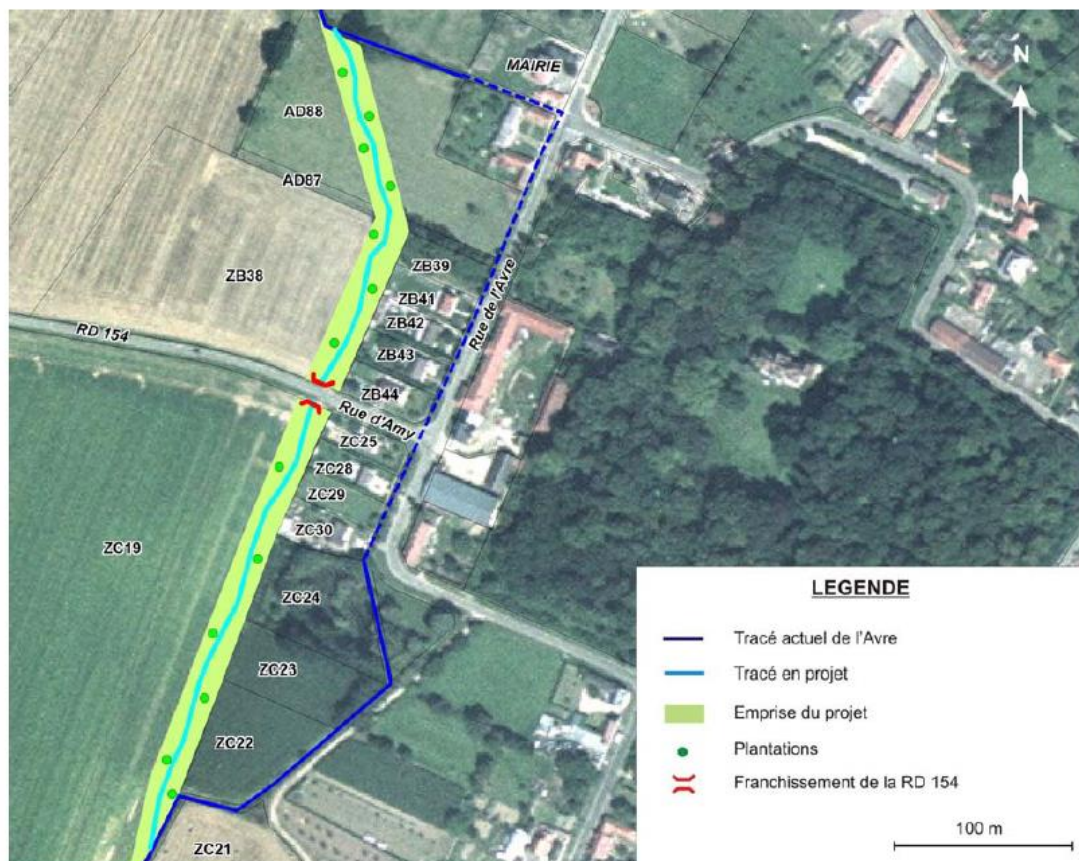 MAIRIE
N
AD88
AD87
ZB38
ZB39
Rue de l'Avre
ZB41
ZB42
RD 154
ZB43
ZB44
Rue d'Amy
ZC25
ZC28
ZC29
ZC30
ZC19
ZC24
ZC23
ZC22
ZC21
LEGENDE
Tracé actuel de l'Avre
Tracé en projet
Emprise du projet
Plantations
Franchissement de la RD 154
100 m